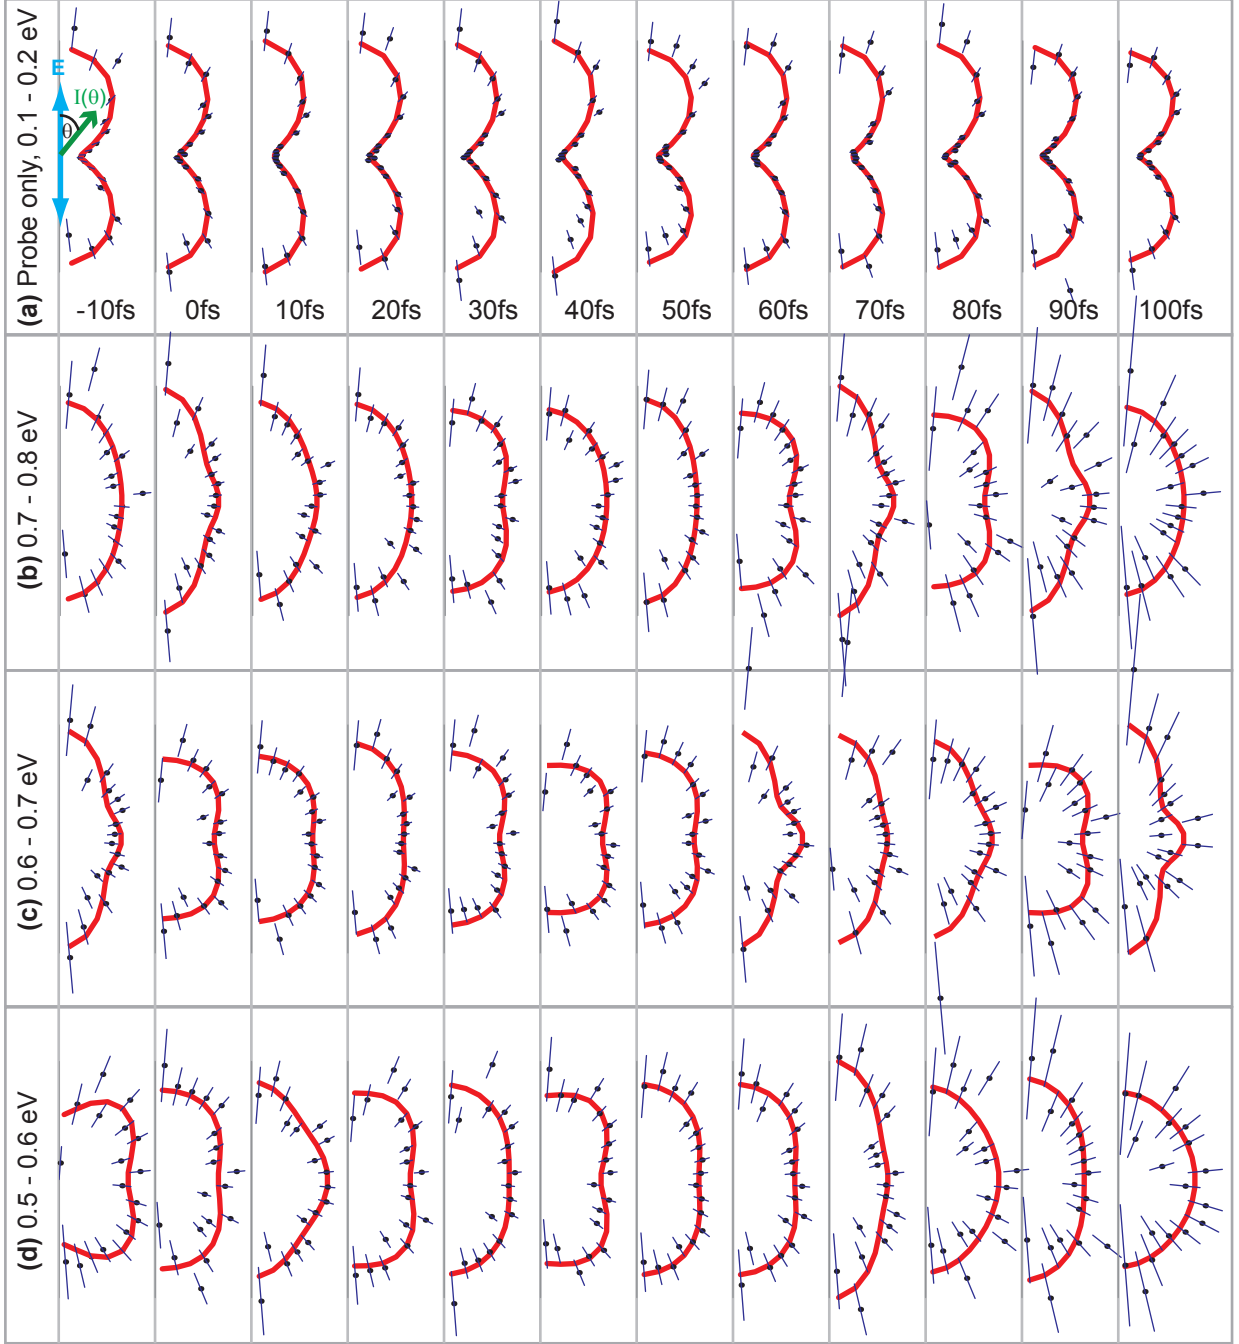 (a) Probe only, 0.1 - 0.2 eV
E
I(θ)
θ
-10fs
0fs
10fs
20fs
30fs
40fs
50fs
60fs
70fs
80fs
90fs
100fs
(b) 0.7 - 0.8 eV
(c) 0.6 - 0.7 eV
(d) 0.5 - 0.6 eV